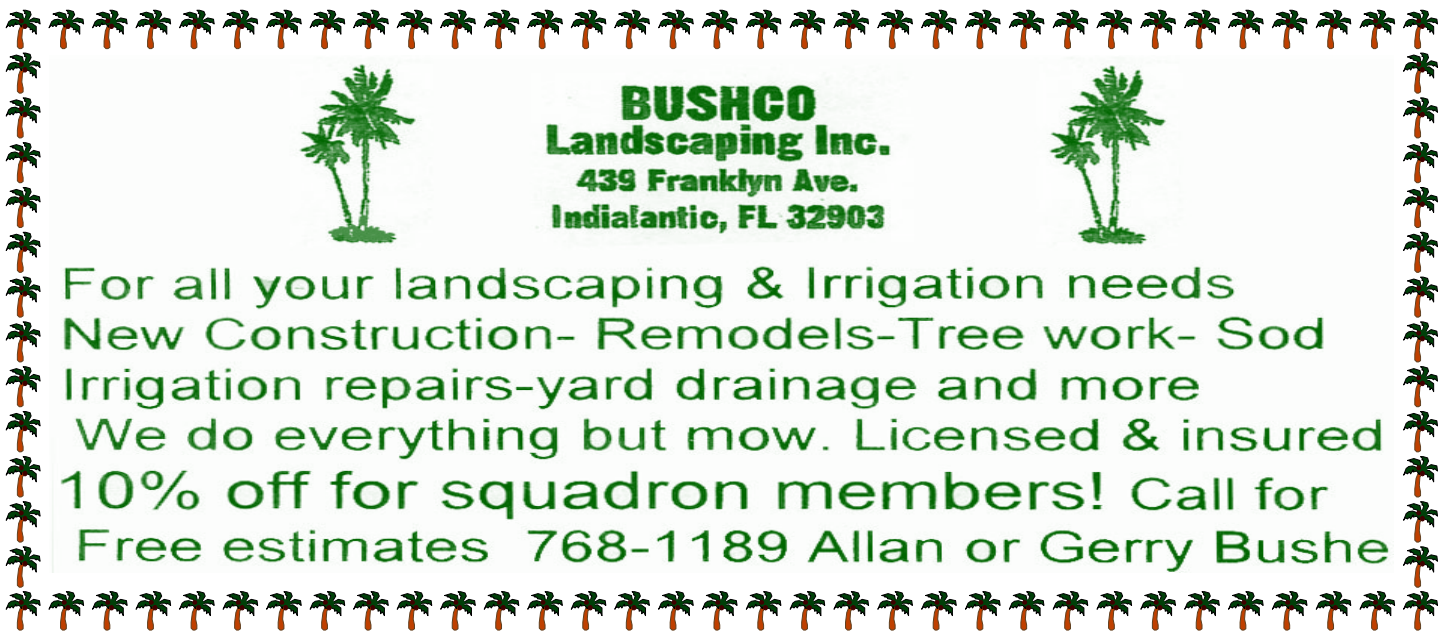 BUSHCO
Landscaping Inc.
439 Franklyn Ave.
Indialantic, FL 32903
For all your landscaping & Irrigation needs
New Construction- Remodels-Tree work- Sod
Irrigation repairs-yard drainage and more
We do everything but mow. Licensed & insured
10% off for squadron members! Call for
Free estimates 768-1189 Allan or Gerry Bushe